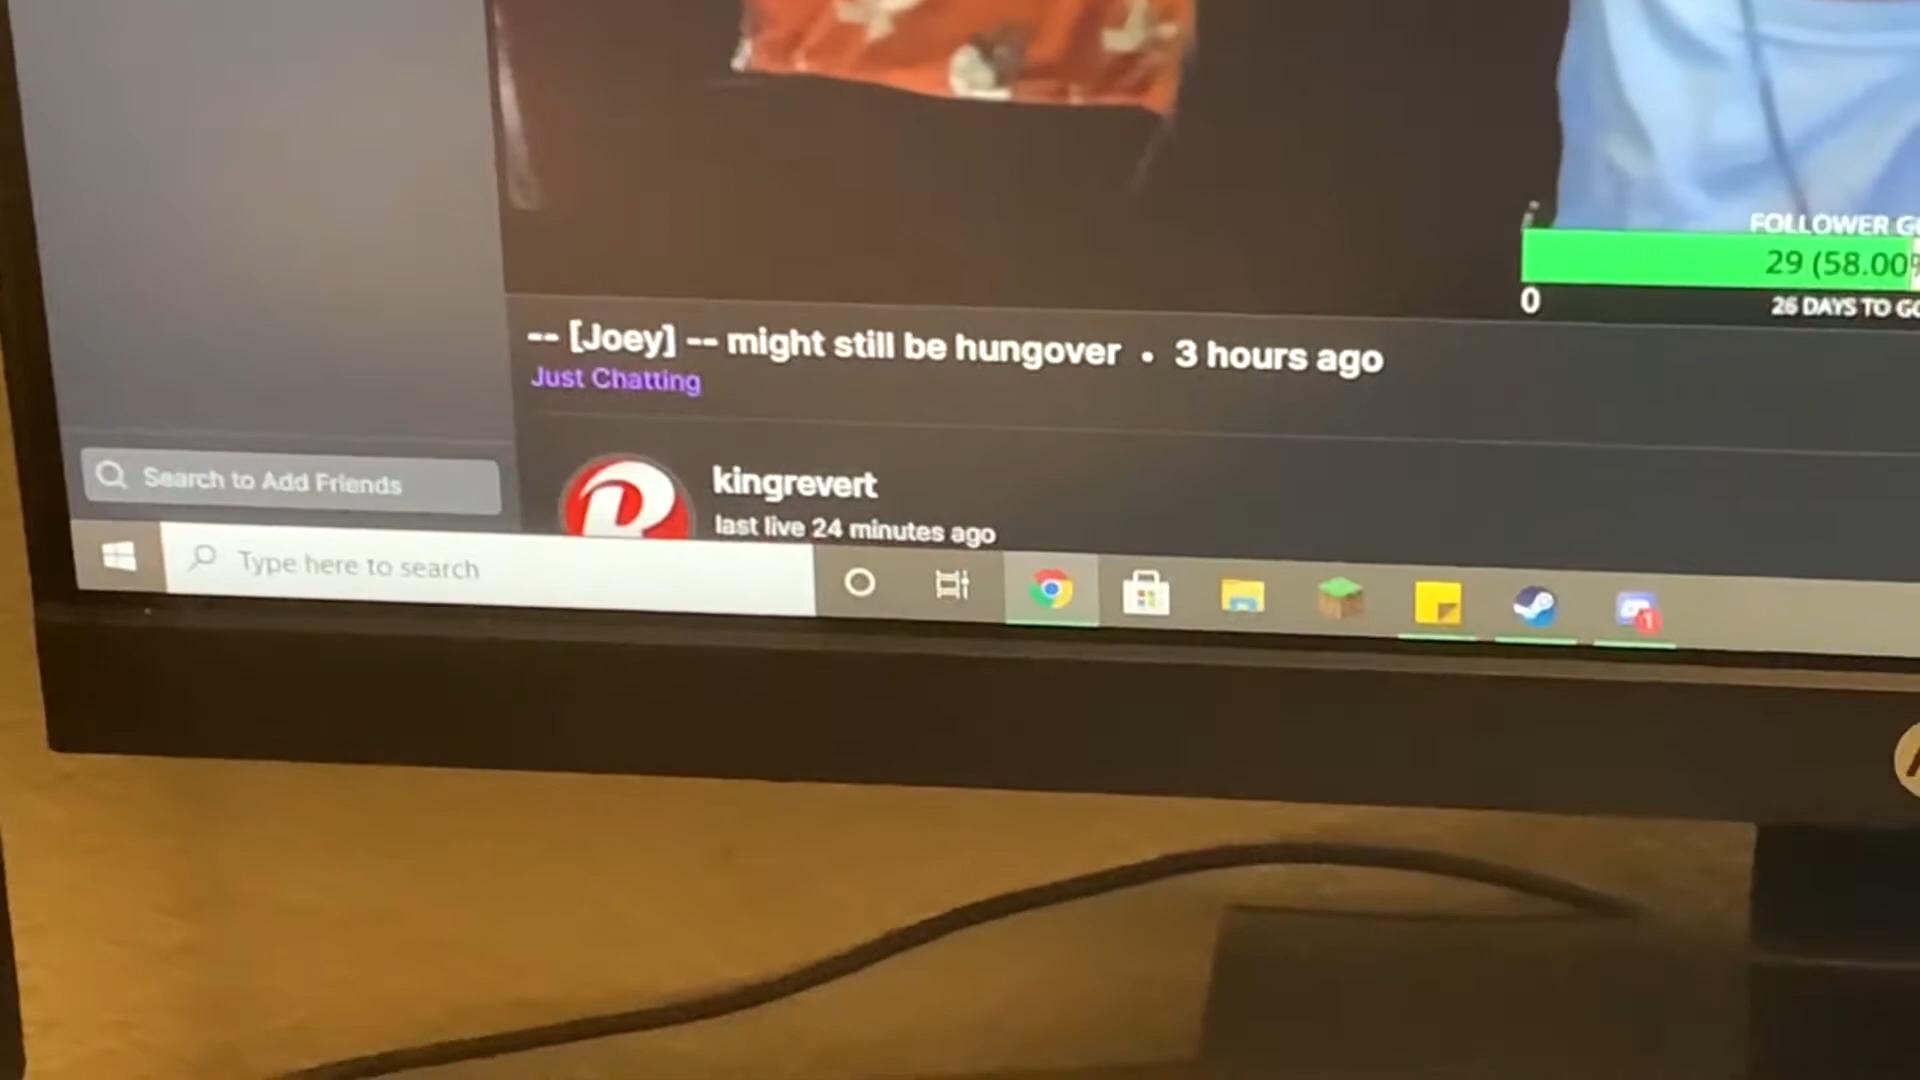 FOLLOWER
29 (58.00%
0
26 DAYS TO
-- [Joey] -- might still be hungover • 3 hours ago
Just Chatting
Search to Add Friends
kingrevert
last live 24 minutes ago
Type here to search
1